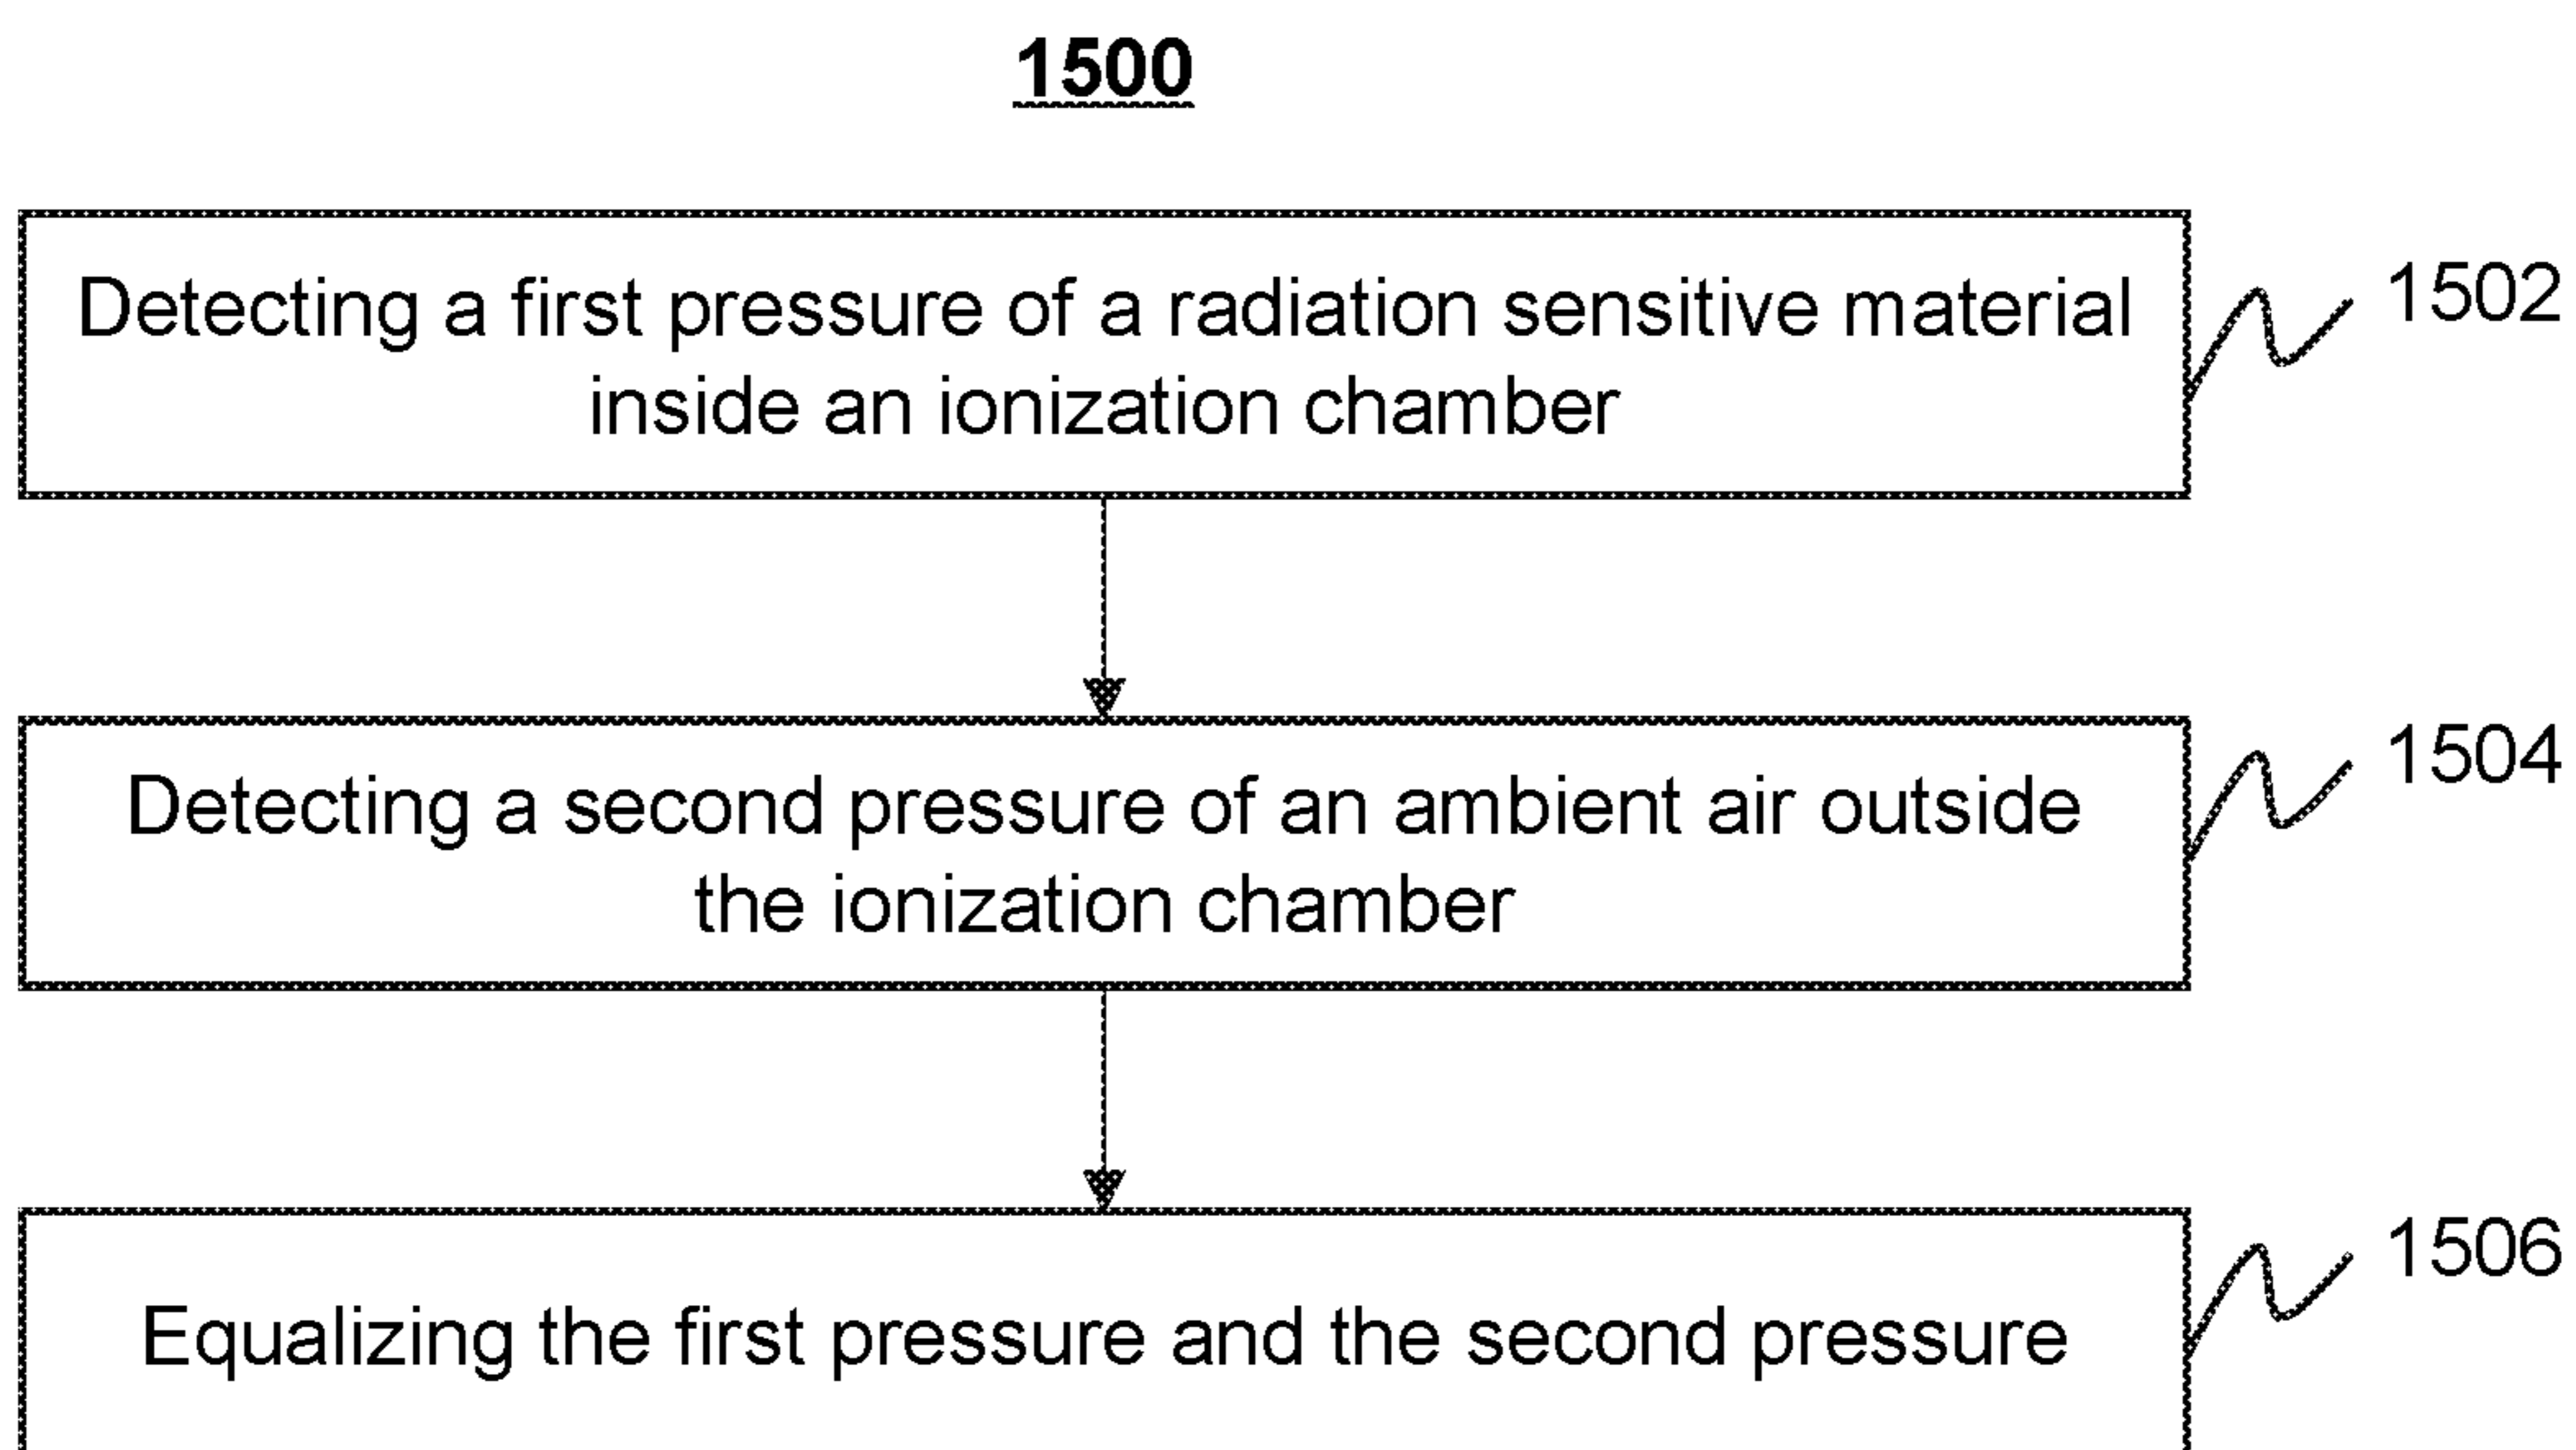 1500
Detecting a first pressure of a radiation sensitive material
inside an ionization chamber
1502
Detecting a second pressure of an ambient air outside
the ionization chamber
1504
Equalizing the first pressure and the second pressure
1506